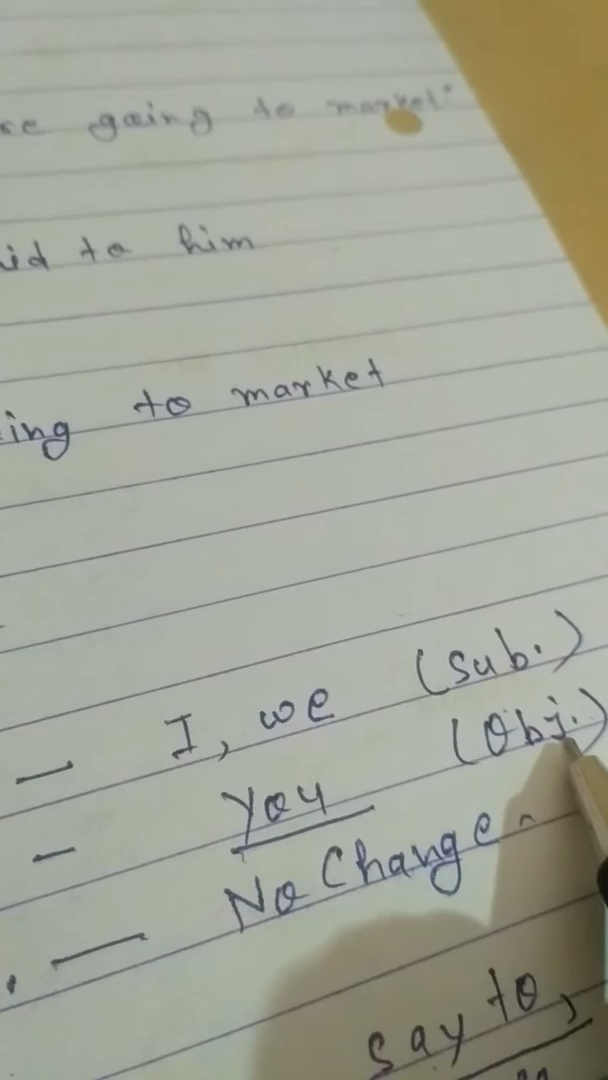 going to market"
to him
to market
— I, we (sub.)
— You (Obj.)
— No Change
say to,